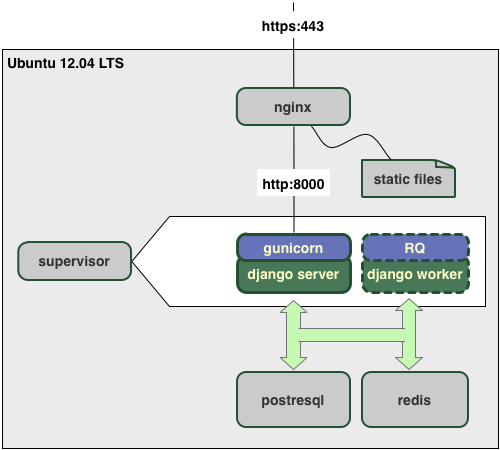 https:443
Ubuntu 12.04 LTS
nginx
static files
http:8000
gunicorn
RQ
supervisor
django server
django worker
postresql
redis